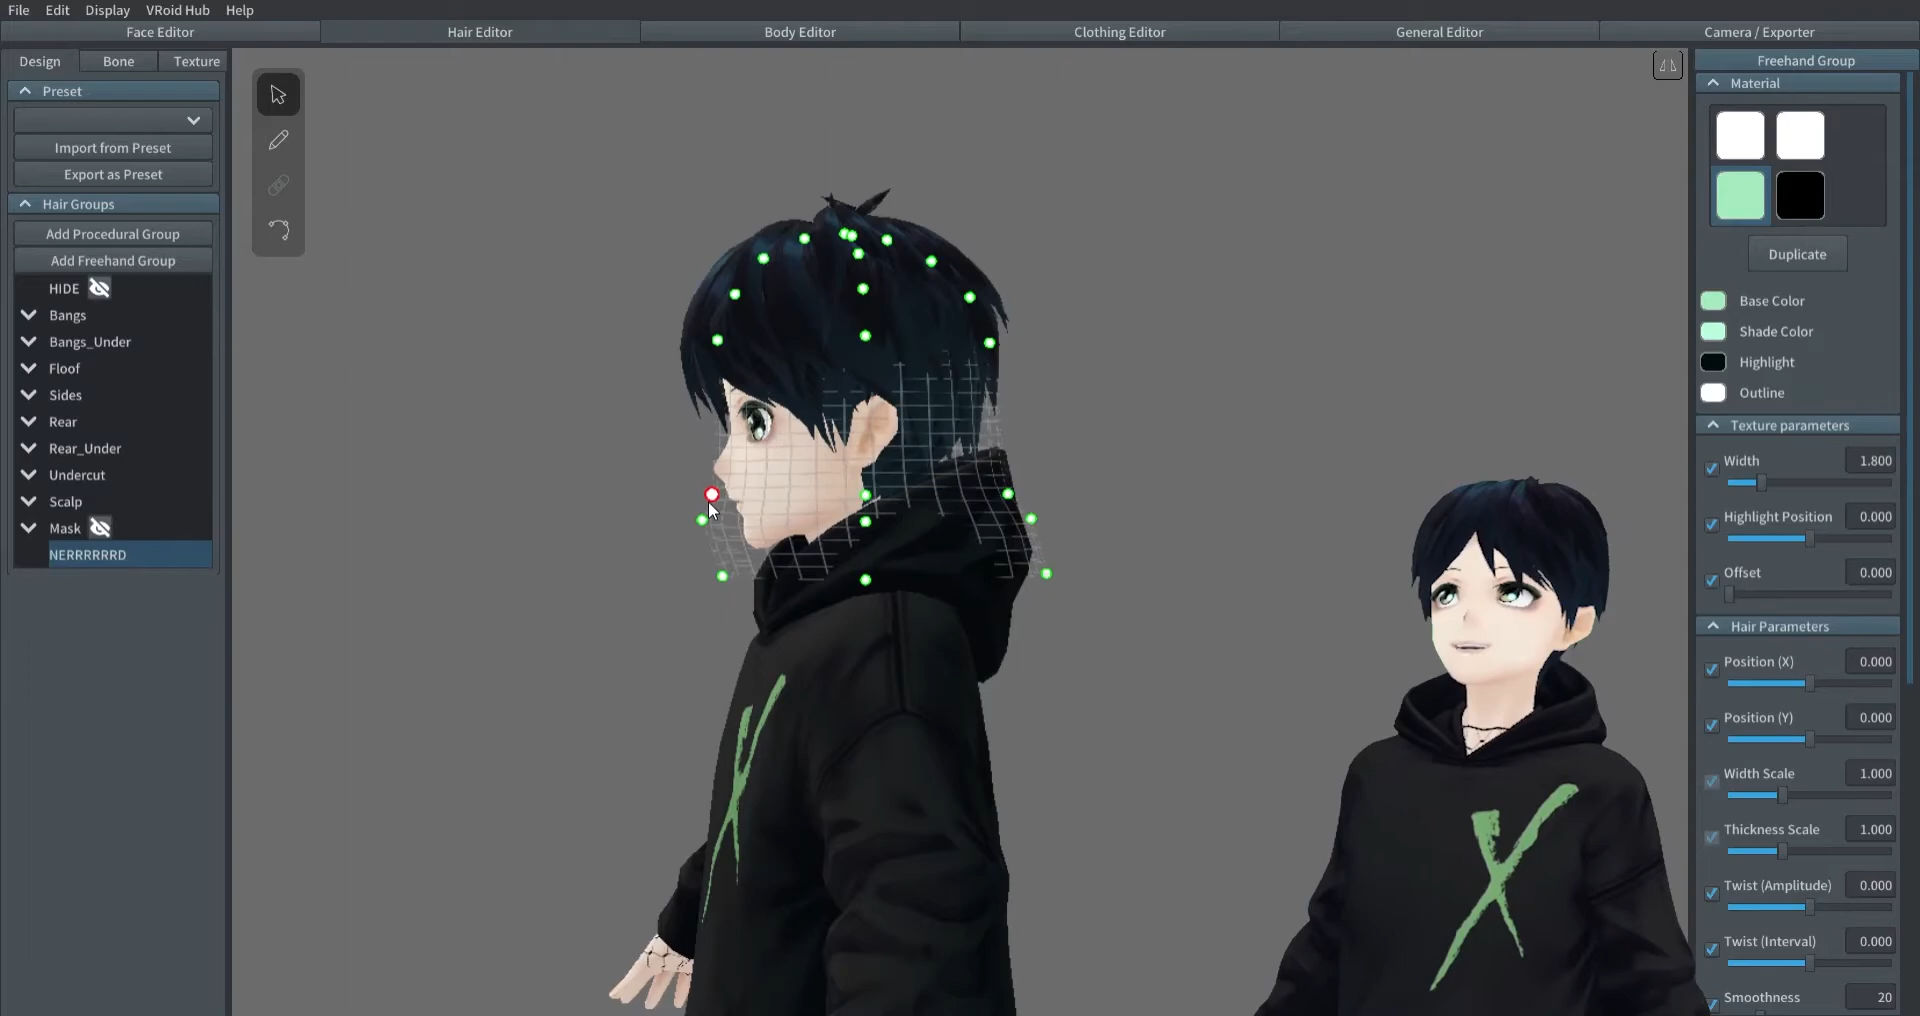 File Edit Display VRoid Hub Help
Face Editor Hair Editor Body Editor Clothing Editor General Editor Camera / Exporter
Design Bone Texture
Preset
Import from Preset
Export as Preset
Hair Groups
Add Procedural Group
Add Freehand Group
HIDE
Bangs
Bangs_Under
Floof
Sides
Rear
Rear_Under
Undercut
Scalp
Mask
NERRRRRRD
X
X
Freehand Group
Material
Duplicate
Base Color
Shade Color
Highlight
Outline
Texture parameters
Width 1.800
Highlight Position 0.000
Offset 0.000
Hair Parameters
Position (X) 0.000
Position (Y) 0.000
Width Scale 1.000
Thickness Scale 1.000
Twist (Amplitude) 0.000
Twist (Interval) 0.000
Smoothness 20